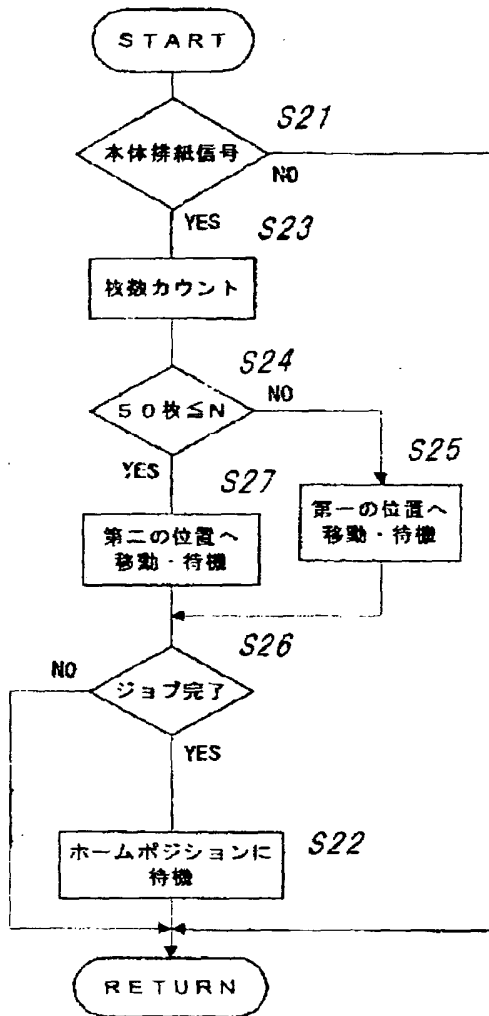 START
S21
本体排紙信号
NO
YES
S23
枚数カウント
S24
50枚≦N
NO
YES
S27
S25
第二の位置へ
移動・待機
第一の位置へ
移動・待機
S26
NO
ジョブ完了
YES
S22
ホームポジションに
待機
RETURN